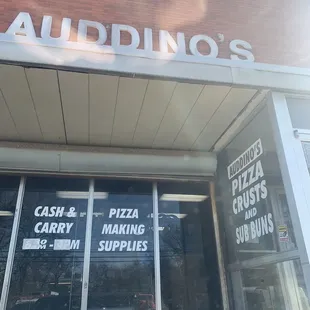 AUDDINO'S
CASH &
CARRY
PIZZA
MAKING
SUPPLIES
AUDDINO'S
PIZZA
CRUSTS
AND
SUB BUNS